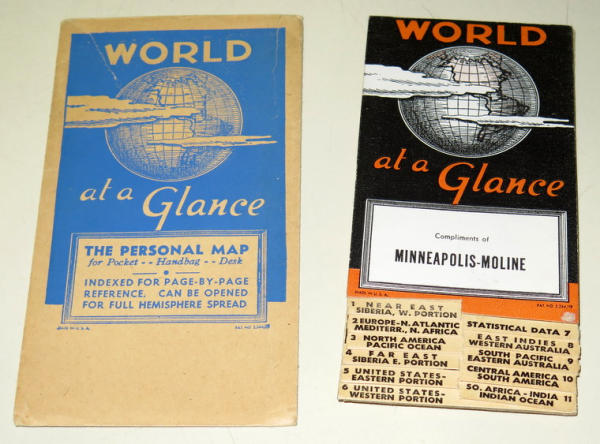 WORLD
at a Glance
THE PERSONAL MAP
for Pocket - - Handbag - - Desk
INDEXED FOR PAGE-BY-PAGE
REFERENCE. CAN BE OPENED
FOR FULL HEMISPHERE SPREAD
MADE IN U.S.A.
WORLD
at a Glance
Compliments of
MINNEAPOLIS-MOLINE
MADE IN U.S.A.
1 NEAR EAST
SIBERIA, W. PORTION
2 EUROPE-N. ATLANTIC
MEDITERR., N. AFRICA
3 NORTH AMERICA
PACIFIC OCEAN
4 FAR EAST
SIBERIA E. PORTION
5 UNITED STATES-
EASTERN PORTION
6 UNITED STATES-
WESTERN PORTION
STATISTICAL DATA 7
EAST INDIES 8
WESTERN AUSTRALIA
SOUTH PACIFIC 9
EASTERN AUSTRALIA
CENTRAL AMERICA 10
SOUTH AMERICA
SO. AFRICA - INDIA 11
INDIAN OCEAN